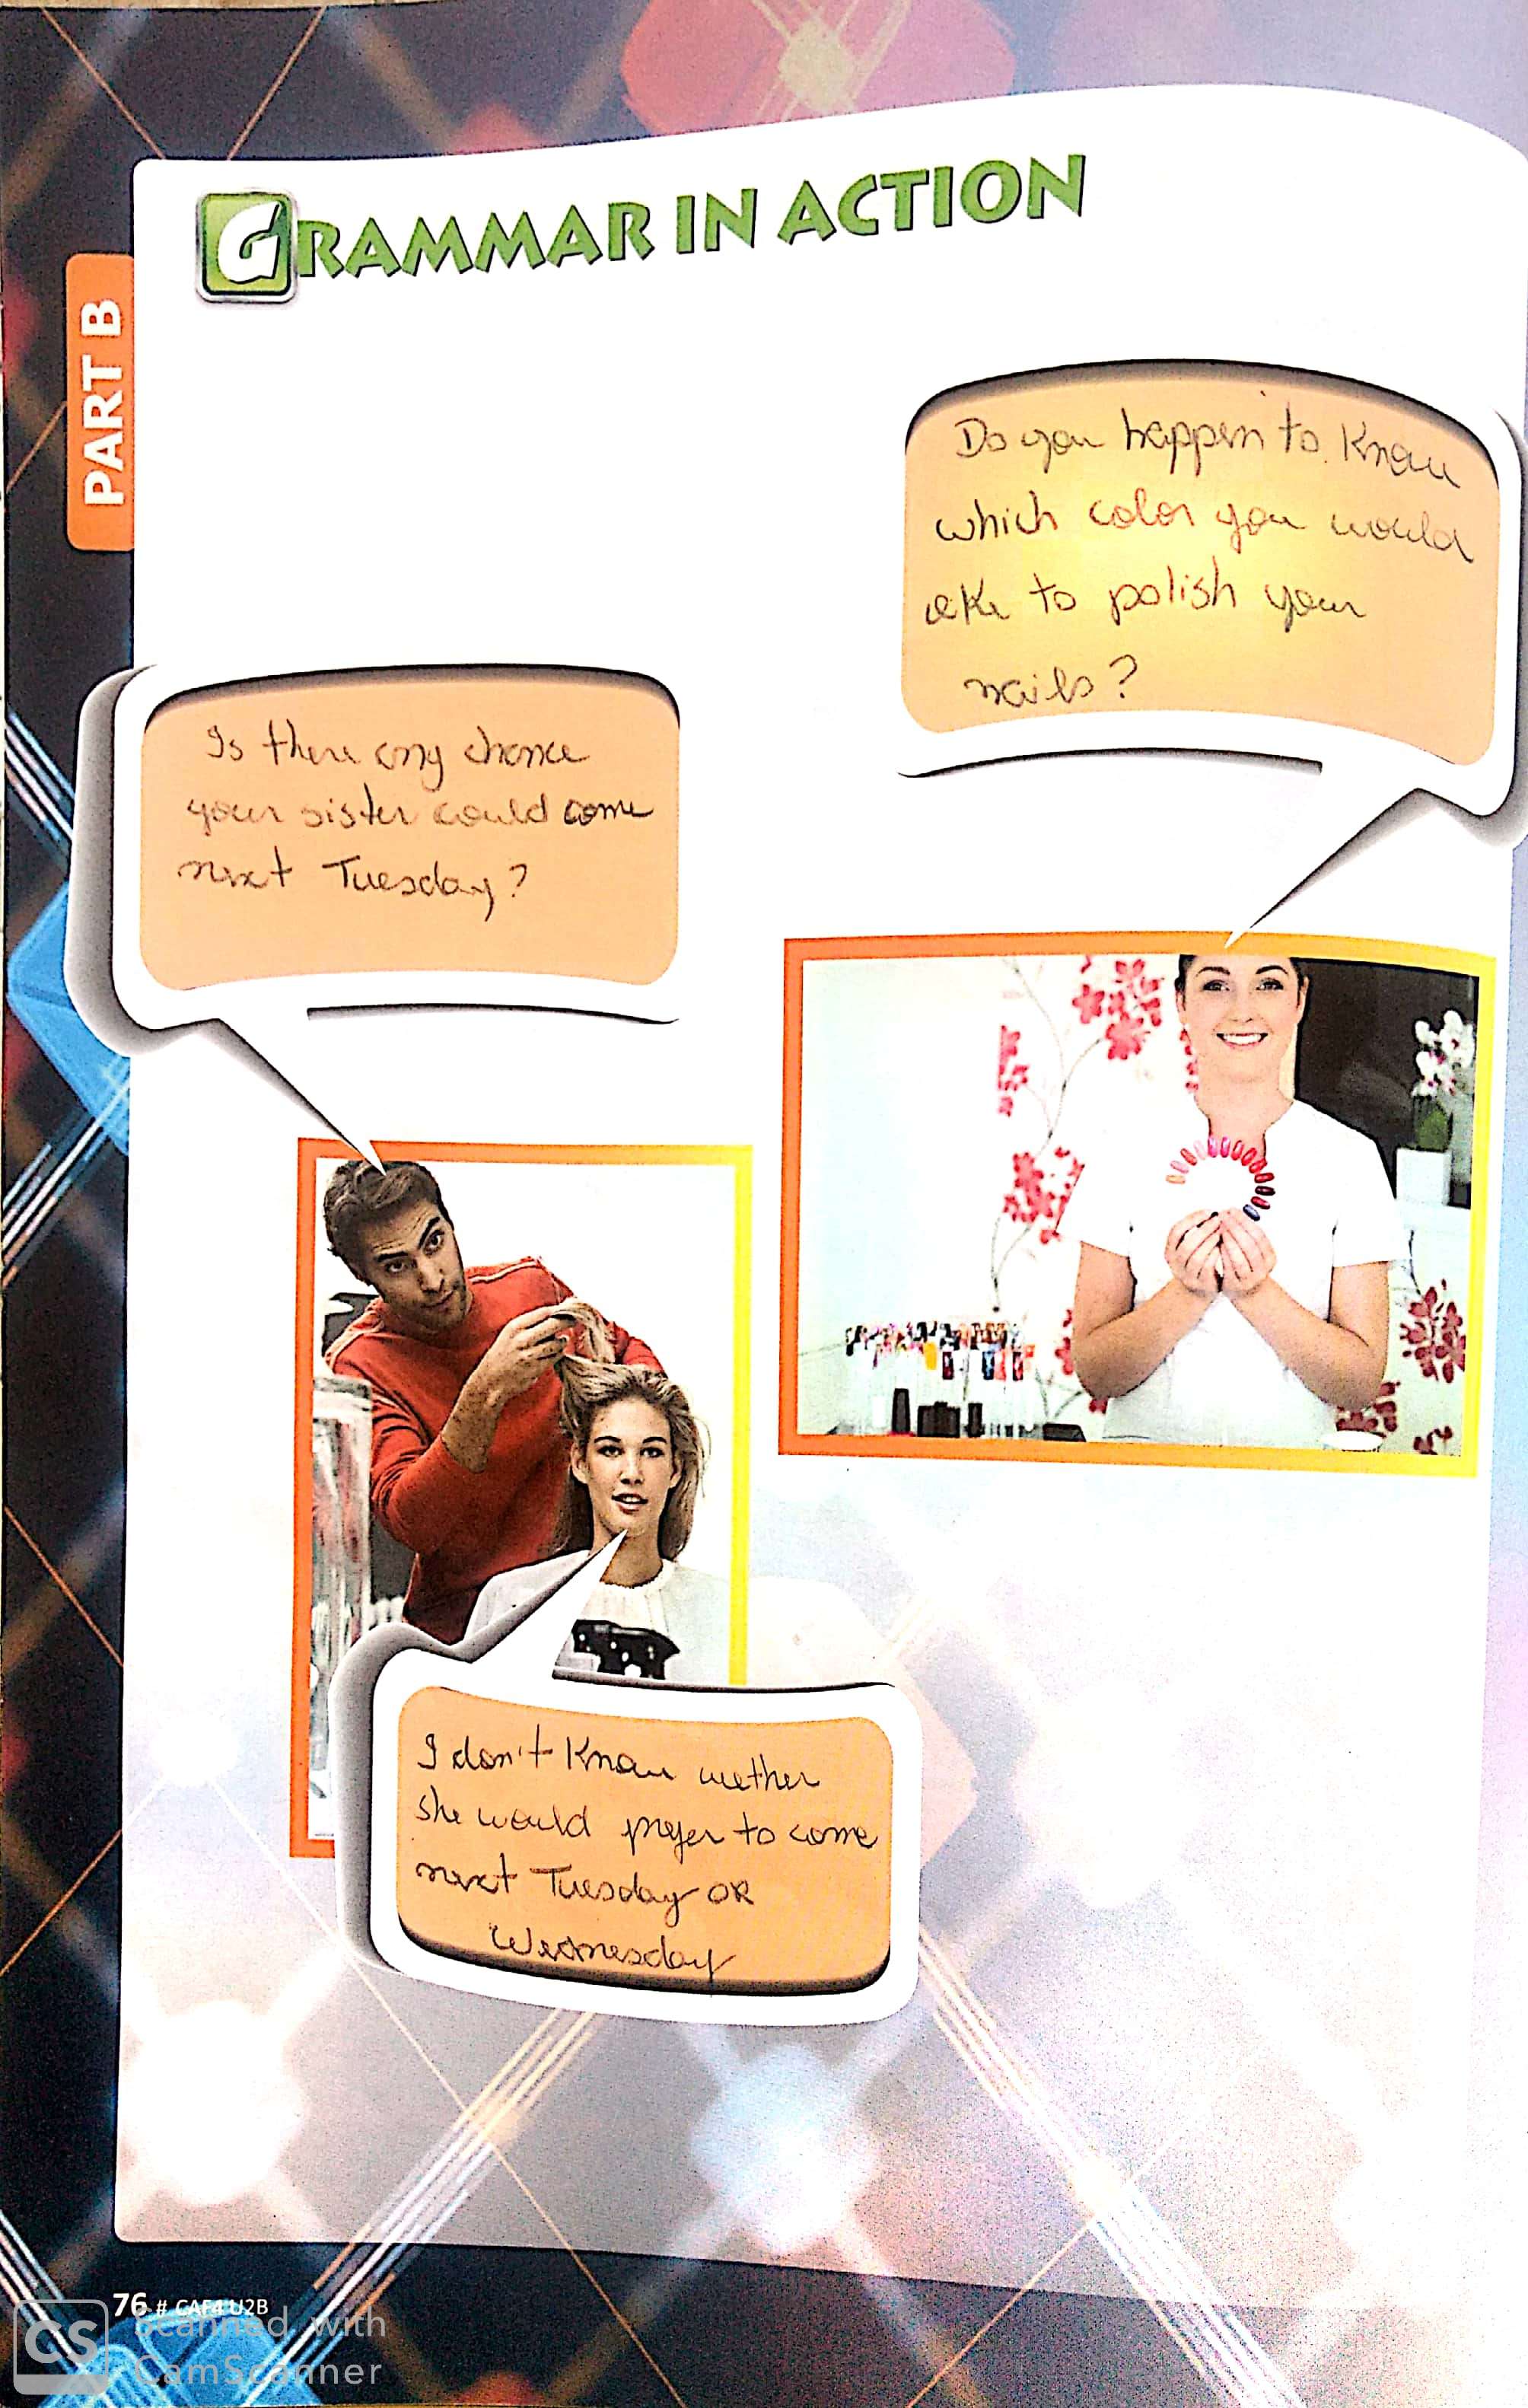 GRAMMAR IN ACTION
PART B
Do you happen to Know
which color you would
like to polish your
nails?
Is there any chance
your sister could come
next Tuesday?
I don't Know wether
she would prefer to come
next Tuesday OR
Wednesday
76 # CAF4 U2B
CS
Scanned with
CamScanner